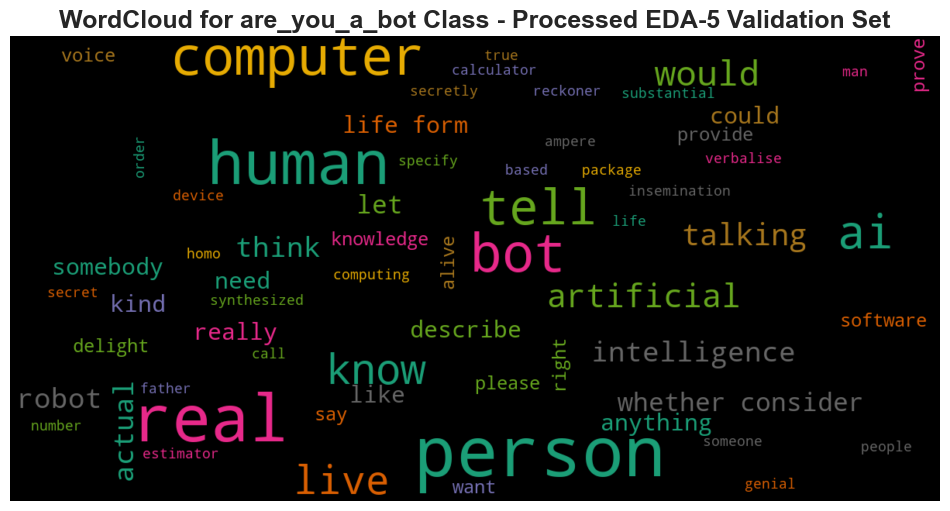 WordCloud for are_you_a_bot Class - Processed EDA-5 Validation Set
voice
computer
true
calculator
would
man
prove
secretly
reckoner
substantial
could
life form
ampere
provide
order
human
specify
based
package
verbalise
device
insemination
let
tell
life
talking
ai
homo
think
knowledge
alive
bot
somebody
need
computing
secret
kind
synthesized
artificial
software
really
describe
delight
call
right
intelligence
robot
father
know
like
please
whether consider
number
actual
real
say
anything
estimator
person
someone
people
live
want
genial